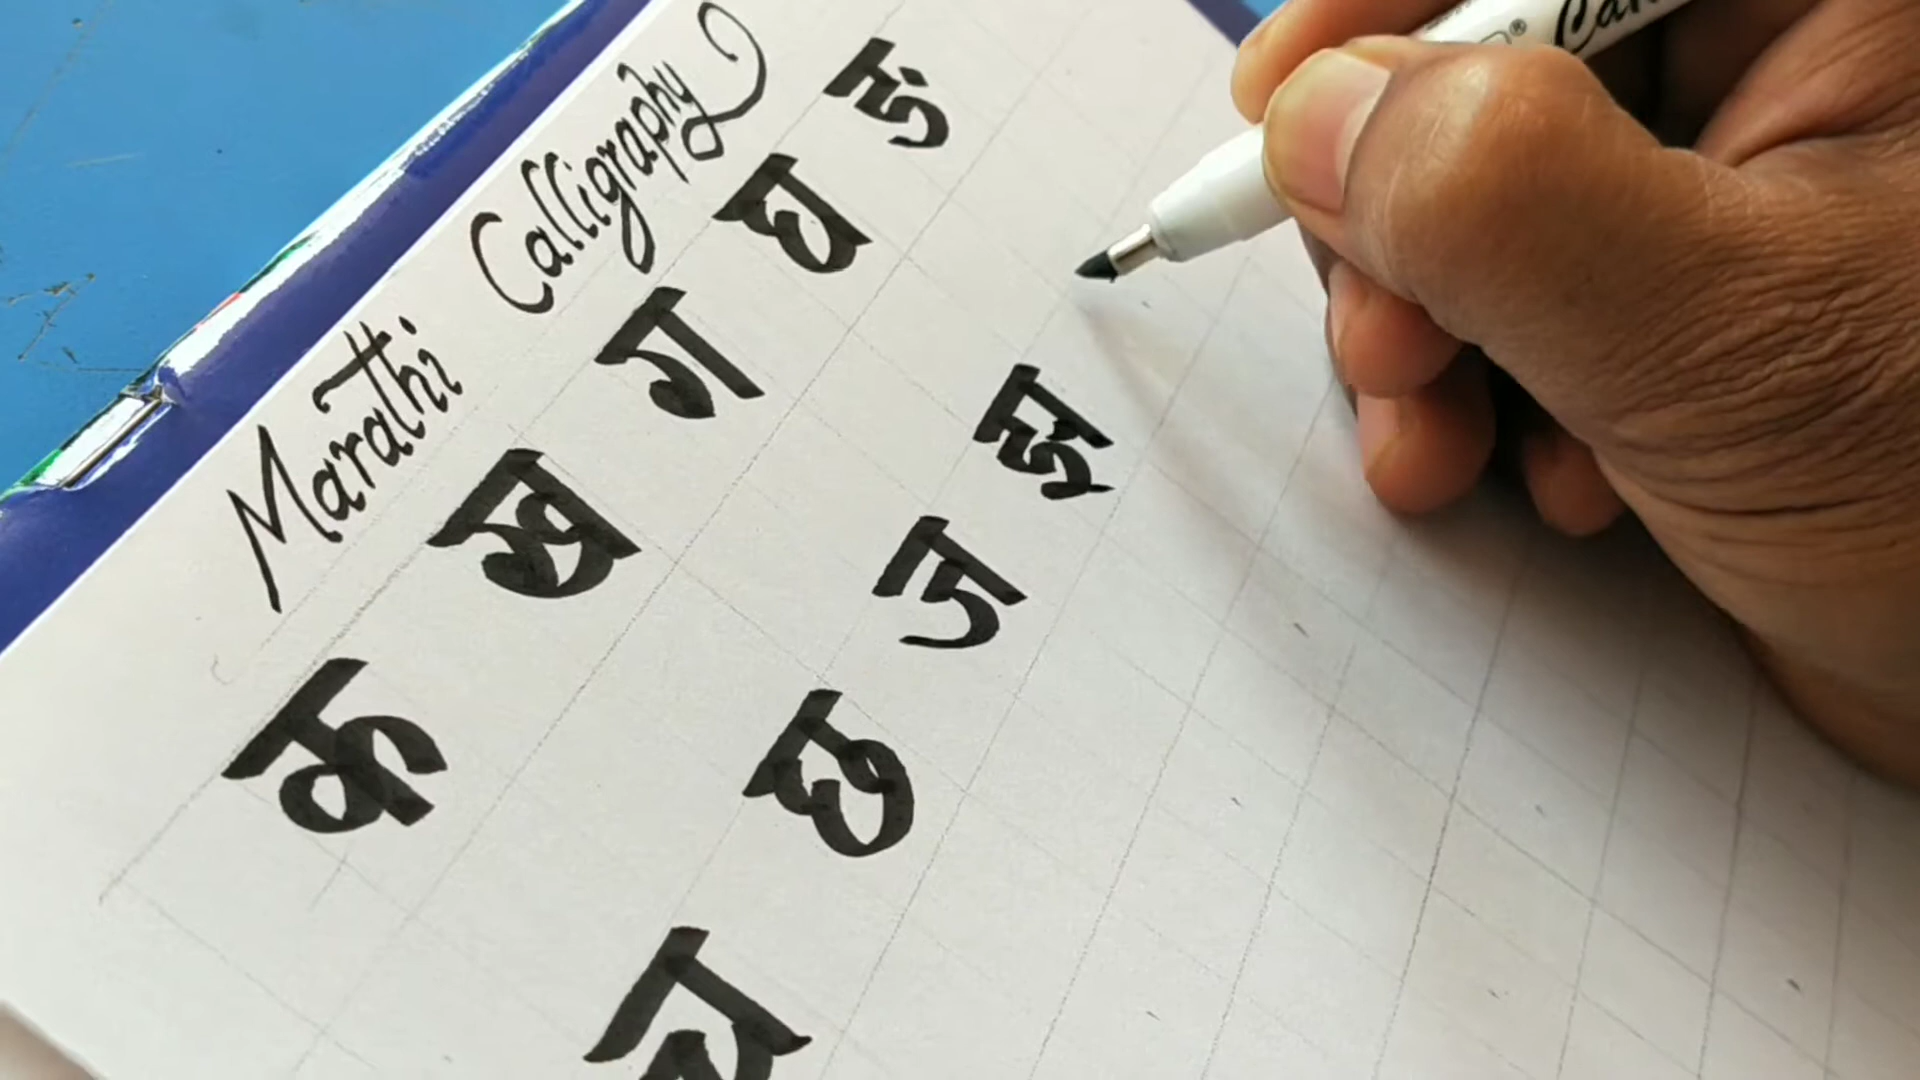 Marathi Calligraphy
क ख ग घ ङ
च छ ज झ